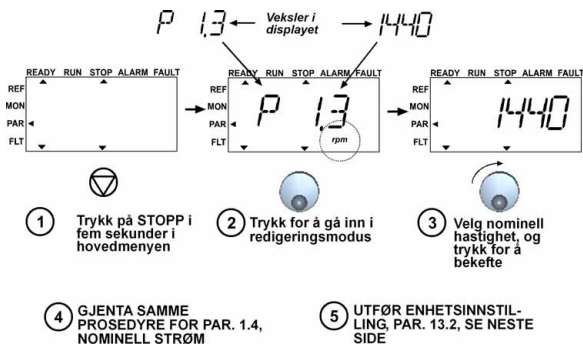 P 1,3
Veksler i
displayet
1440
READY RUN STOP ALARM FAULT
REF
MON
PAR
FLT
READY RUN STOP ALARM FAULT
REF
MON
PAR
FLT
P 1,3
rpm
READY RUN STOP ALARM FAULT
REF
MON
PAR
FLT
1440
1
Trykk på STOPP i
fem sekunder i
hovedmenyen
2
Trykk for å gå inn i
redigeringsmodus
3
Velg nominell
hastighet, og
trykk for å
bekefte
4
GJENTA SAMME
PROSEDYRE FOR PAR. 1.4,
NOMINELL STRØM
5
UTFØR ENHETSINNSTIL-
LING, PAR. 13.2, SE NESTE
SIDE